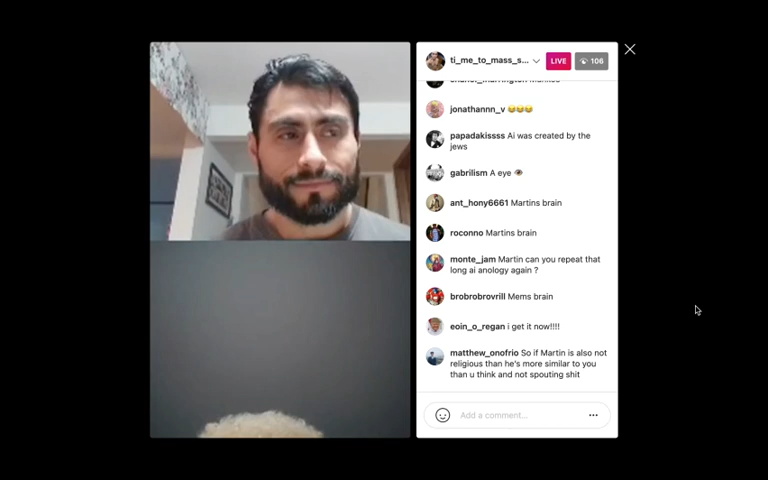 ti_me_to_mass_s...
LIVE
106
jonathannn_v 😂😂😂
papadakissss Ai was created by the
jews
gabrilism A eye 👁
ant_hony6661 Martins brain
roconno Martins brain
monte_jam Martin can you repeat that
long ai anology again ?
brobrobrovrill Mems brain
eoin_o_regan i get it now!!!!
matthew_onofrio So if Martin is also not
religious than he's more similar to you
than u think and not spouting shit
Add a comment...